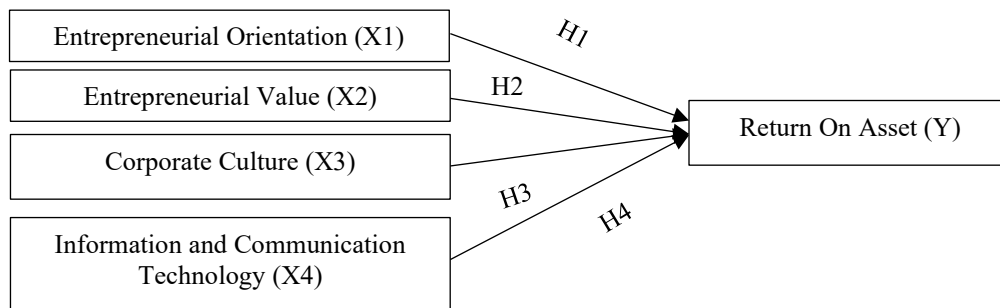 Entrepreneurial Orientation (X1)
H1
Entrepreneurial Value (X2)
H2
Return On Asset (Y)
Corporate Culture (X3)
H3
H4
Information and Communication
Technology (X4)